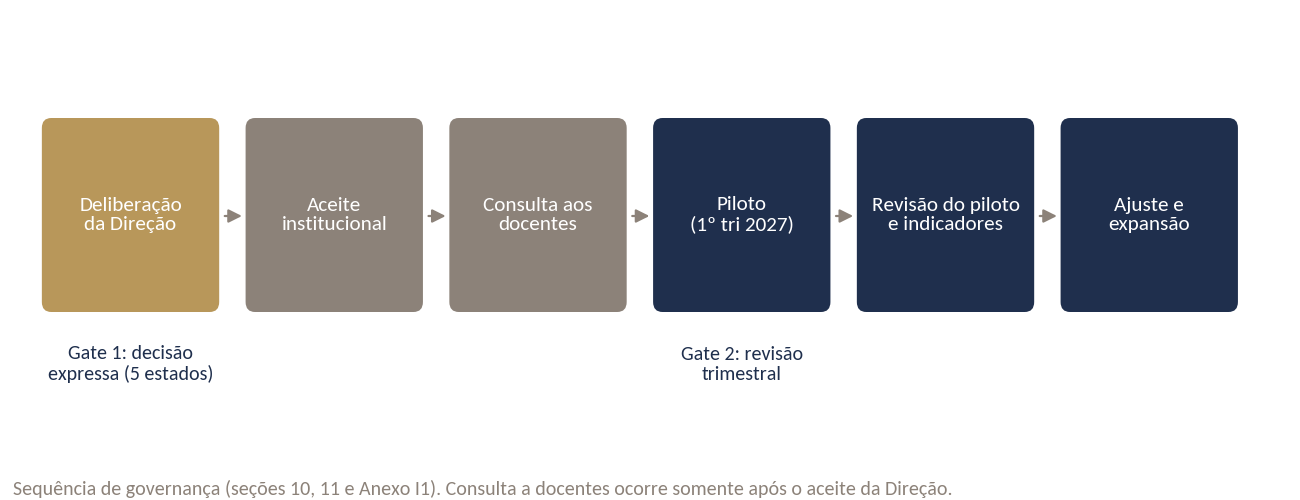 Deliberação
da Direção
Aceite
institucional
Consulta aos
docentes
Piloto
(1º tri 2027)
Revisão do piloto
e indicadores
Ajuste e
expansão
Gate 1: decisão
expressa (5 estados)
Gate 2: revisão
trimestral
Sequência de governança (seções 10, 11 e Anexo I1). Consulta a docentes ocorre somente após o aceite da Direção.